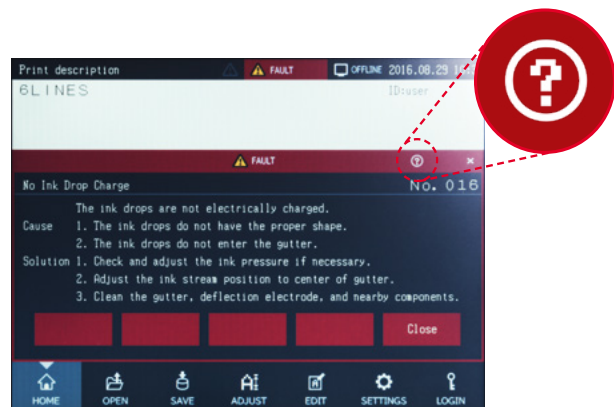 Print description FAULT OFFLINE 2016.08.29
6LINES ID:user
FAULT ? ×
No Ink Drop Charge No. 016
The ink drops are not electrically charged.
Cause 1. The ink drops do not have the proper shape.
2. The ink drops do not enter the gutter.
Solution 1. Check and adjust the ink pressure if necessary.
2. Adjust the ink stream position to center of gutter.
3. Clean the gutter, deflection electrode, and nearby components.
Close
HOME OPEN SAVE ADJUST EDIT SETTINGS LOGIN
?